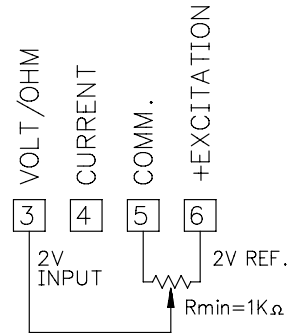 VOLT/OHM
CURRENT
COMM.
+EXCITATION
3
4
5
6
2V
INPUT
2V REF.
Rmin=1KΩ